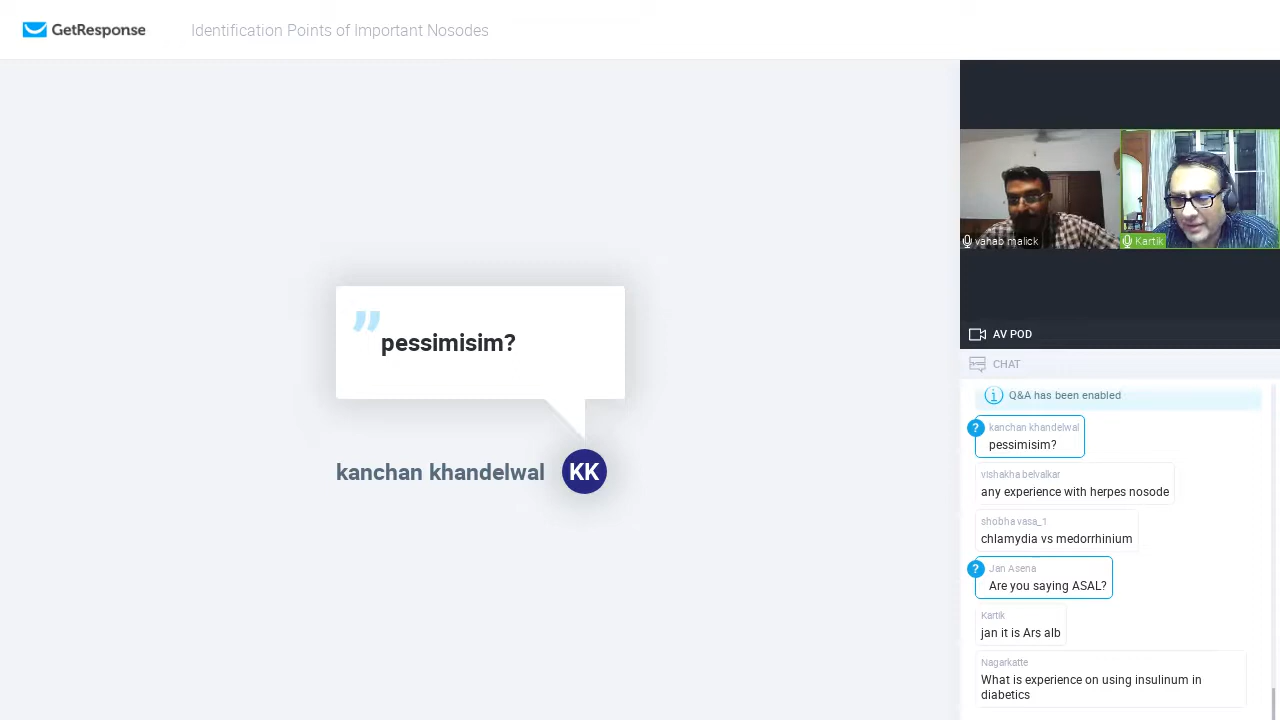 GetResponse
Identification Points of Important Nosodes
pessimisim?
kanchan khandelwal
KK
vahab malick
Kartik
AV POD
CHAT
Q&A has been enabled
kanchan khandelwal
pessimisim?
vishakha belvalkar
any experience with herpes nosode
shobha vasa_1
chlamydia vs medorrhinium
Jan Asena
Are you saying ASAL?
Kartik
jan it is Ars alb
Nagarkatte
What is experience on using insulinum in
diabetics